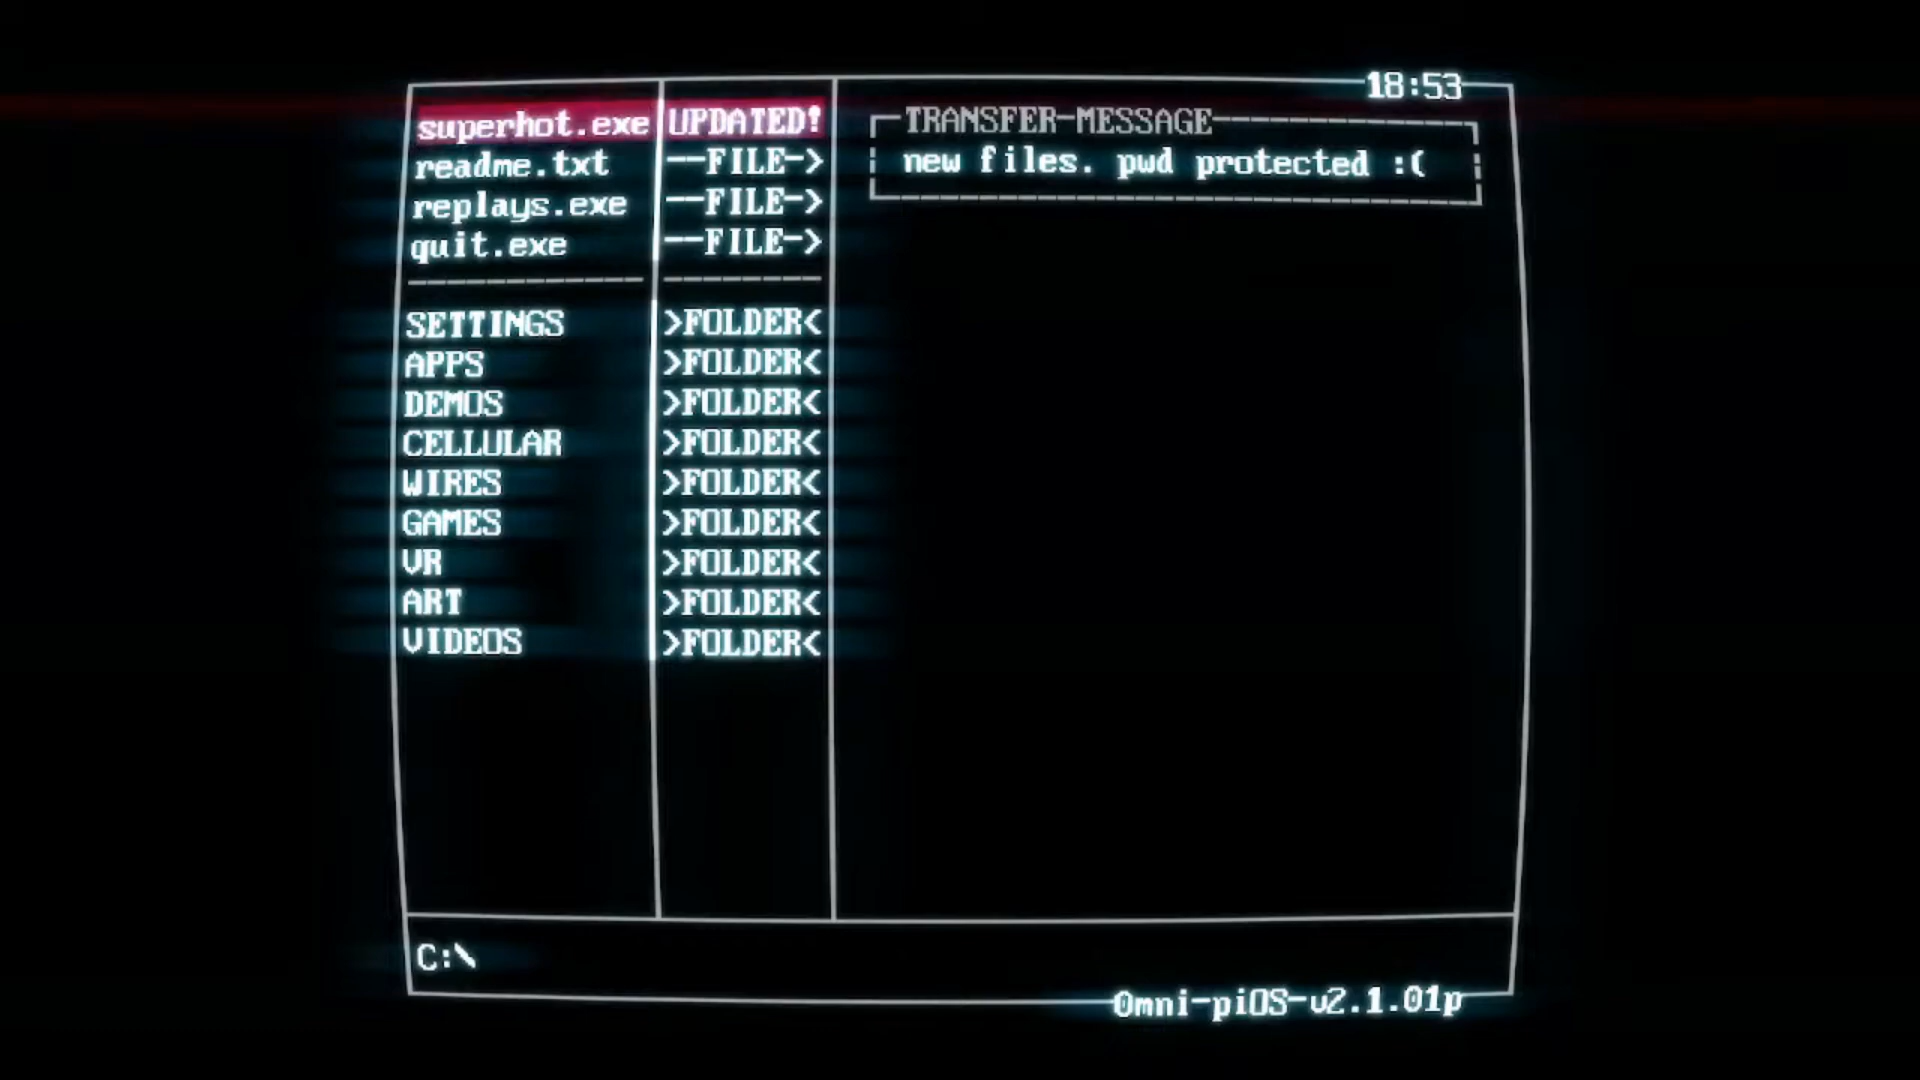 18:53
superhot.exe UPDATED!
readme.txt --FILE->
replays.exe --FILE->
quit.exe --FILE->
SETTINGS >FOLDER<
APPS >FOLDER<
DEMOS >FOLDER<
CELLULAR >FOLDER<
WIRES >FOLDER<
GAMES >FOLDER<
VR >FOLDER<
ART >FOLDER<
VIDEOS >FOLDER<
TRANSFER-MESSAGE
new files. pwd protected :(
C:\
Omni-piOS-v2.1.01p